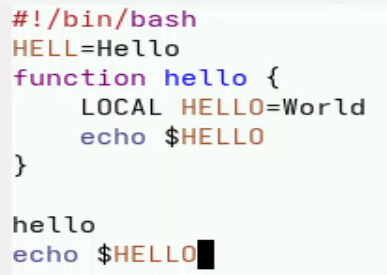 #!/bin/bash
HELL=Hello
function hello {
    LOCAL HELLO=World
    echo $HELLO
}

hello
echo $HELLO